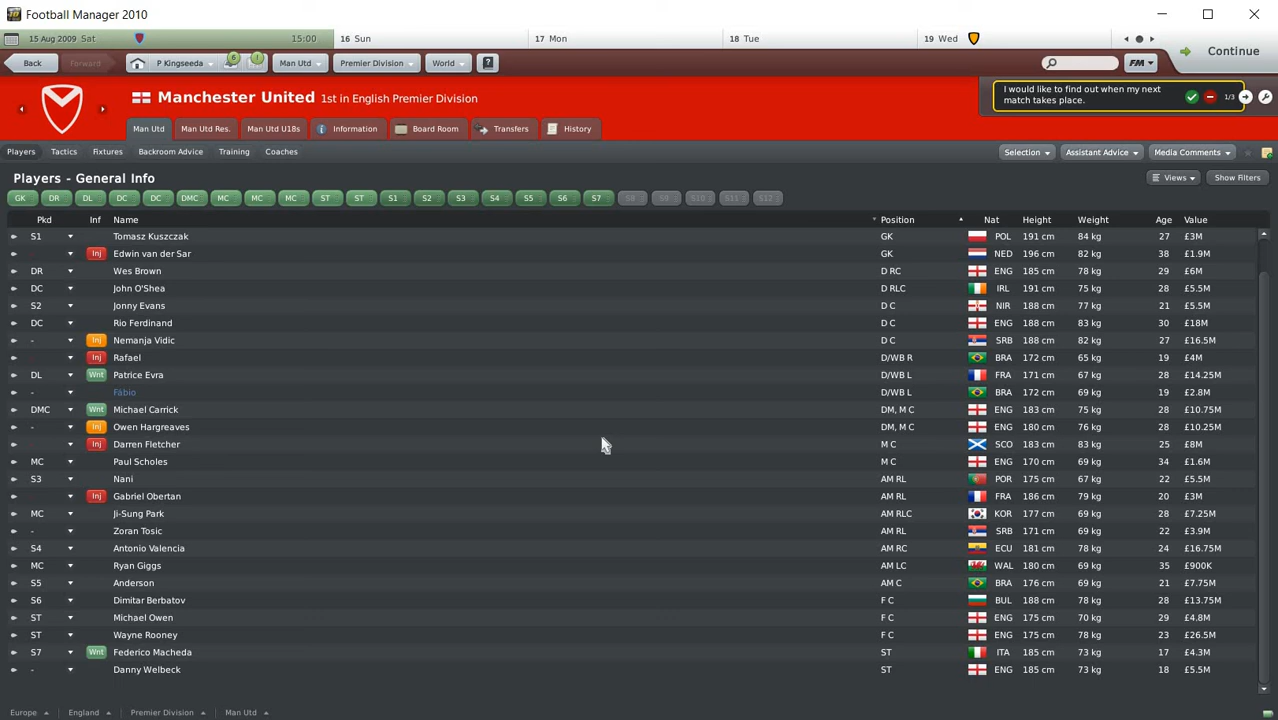 Football Manager 2010
15 Aug 2009 Sat 15:00 16 Sun 17 Mon 18 Tue 19 Wed
Back Forward P Kingseeda 6 ! Man Utd Premier Division World ? FM Continue
Manchester United 1st in English Premier Division
I would like to find out when my next
match takes place.
1/3
Man Utd Man Utd Res. Man Utd U18s Information Board Room Transfers History
Players Tactics Fixtures Backroom Advice Training Coaches Selection Assistant Advice Media Comments
Players - General Info Views Show Filters
GK DR DL DC DC DMC MC MC MC ST ST S1 S2 S3 S4 S5 S6 S7 S8 S9 S10 S11 S12
Pkd Inf Name Position Nat Height Weight Age Value
S1 Tomasz Kuszczak GK POL 191 cm 84 kg 27 £3M
Inj Edwin van der Sar GK NED 196 cm 82 kg 38 £1.9M
DR Wes Brown D RC ENG 185 cm 78 kg 29 £6M
DC John O'Shea D RLC IRL 191 cm 75 kg 28 £5.5M
S2 Jonny Evans D C NIR 188 cm 77 kg 21 £5.5M
DC Rio Ferdinand D C ENG 188 cm 83 kg 30 £18M
- Inj Nemanja Vidic D C SRB 188 cm 82 kg 27 £16.5M
Inj Rafael D/WB R BRA 172 cm 65 kg 19 £4M
DL Wnt Patrice Evra D/WB L FRA 171 cm 67 kg 28 £14.25M
- Fábio D/WB L BRA 172 cm 69 kg 19 £2.8M
DMC Wnt Michael Carrick DM, M C ENG 183 cm 75 kg 28 £10.75M
- Inj Owen Hargreaves DM, M C ENG 180 cm 76 kg 28 £10.25M
Inj Darren Fletcher M C SCO 183 cm 83 kg 25 £8M
MC Paul Scholes M C ENG 170 cm 69 kg 34 £1.6M
S3 Nani AM RL POR 175 cm 67 kg 22 £5.5M
Inj Gabriel Obertan AM RL FRA 186 cm 79 kg 20 £3M
MC Ji-Sung Park AM RLC KOR 177 cm 69 kg 28 £7.25M
- Zoran Tosic AM RL SRB 171 cm 69 kg 22 £3.9M
S4 Antonio Valencia AM RC ECU 181 cm 78 kg 24 £16.75M
MC Ryan Giggs AM LC WAL 180 cm 69 kg 35 £900K
S5 Anderson AM C BRA 176 cm 69 kg 21 £7.75M
S6 Dimitar Berbatov F C BUL 188 cm 78 kg 28 £13.75M
ST Michael Owen F C ENG 175 cm 70 kg 29 £4.8M
ST Wayne Rooney F C ENG 175 cm 78 kg 23 £26.5M
S7 Wnt Federico Macheda ST ITA 185 cm 73 kg 17 £4.3M
- Danny Welbeck ST ENG 185 cm 73 kg 18 £5.5M
Europe England Premier Division Man Utd